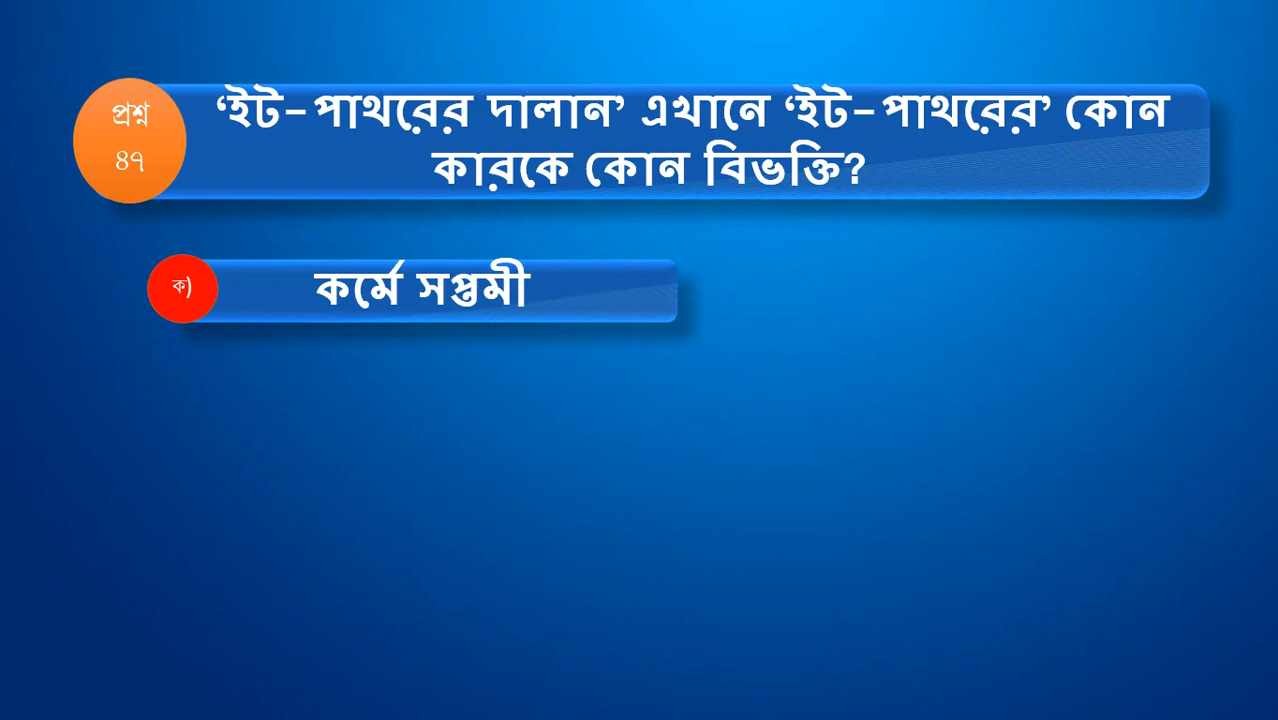 প্রশ্ন
৪৭
‘ইট-পাথরের দালান’ এখানে ‘ইট-পাথরের’ কোন
কারকে কোন বিভক্তি?
ক)
কর্মে সপ্তমী